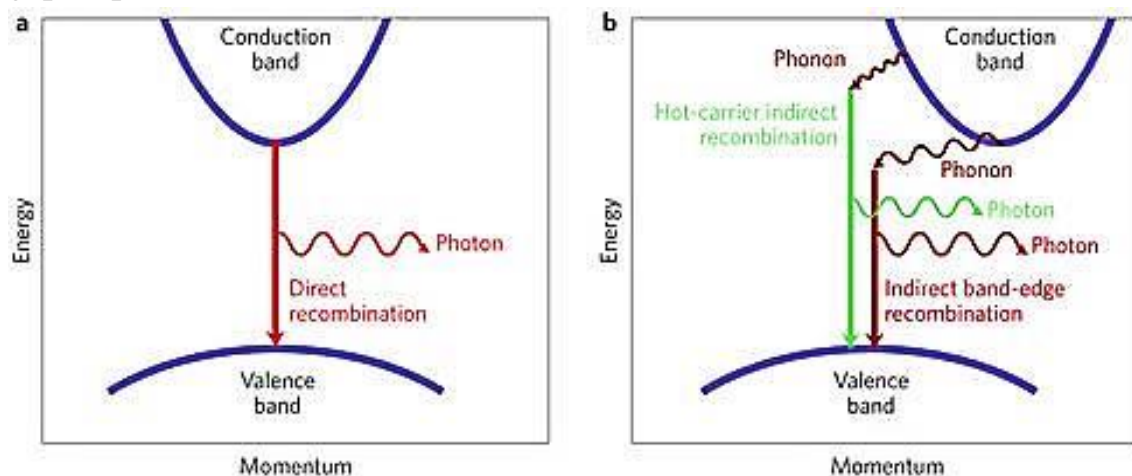 a
Conduction
band
Energy
Photon
Direct
recombination
Valence
band
Momentum
b
Phonon
Conduction
band
Hot-carrier indirect
recombination
Phonon
Energy
Photon
Photon
Indirect band-edge
recombination
Valence
band
Momentum